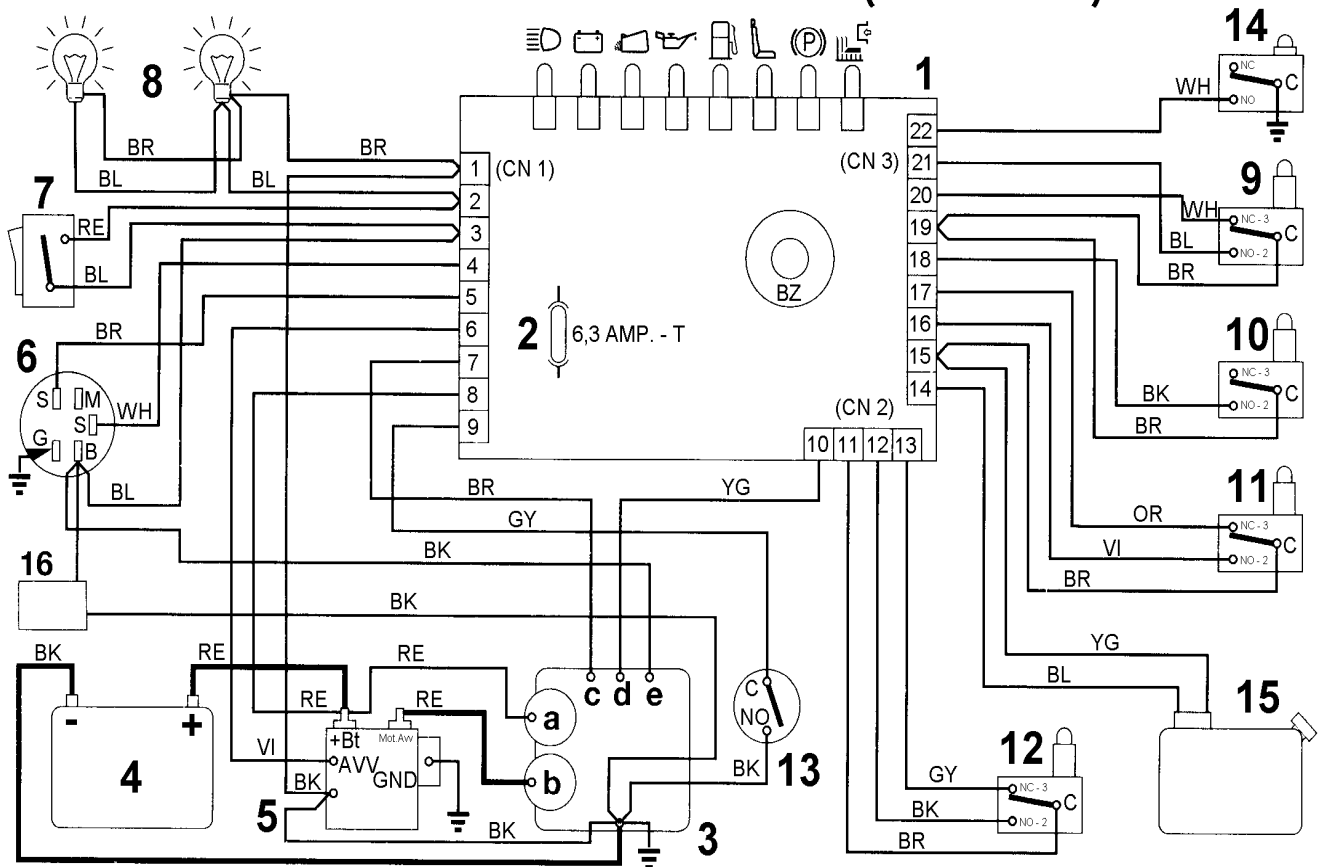 14
1
8
NC
NO
C
WH
BR
BR
BL
BL
1
(CN 1)
2
3
4
5
6
7
8
9
22
21
20
19
18
17
16
15
14
(CN 3)
7
RE
BL
BZ
2
6,3 AMP. - T
9
WH
NC - 3
NO - 2
C
BL
BR
BR
6
S
M
S
G
B
WH
BL
10
NC - 3
NO - 2
C
BK
BR
(CN 2)
10 11 12 13
BR
YG
GY
BK
11
OR
NC - 3
NO - 2
C
VI
BR
16
BK
BK
RE
RE
RE
RE
-
+
4
+Bt
Mot.Avv
AVV
GND
VI
BK
5
BK
a
b
c d e
3
C
NO
BK
13
YG
BL
15
12
GY
BK
BR
NC - 3
NO - 2
C
P